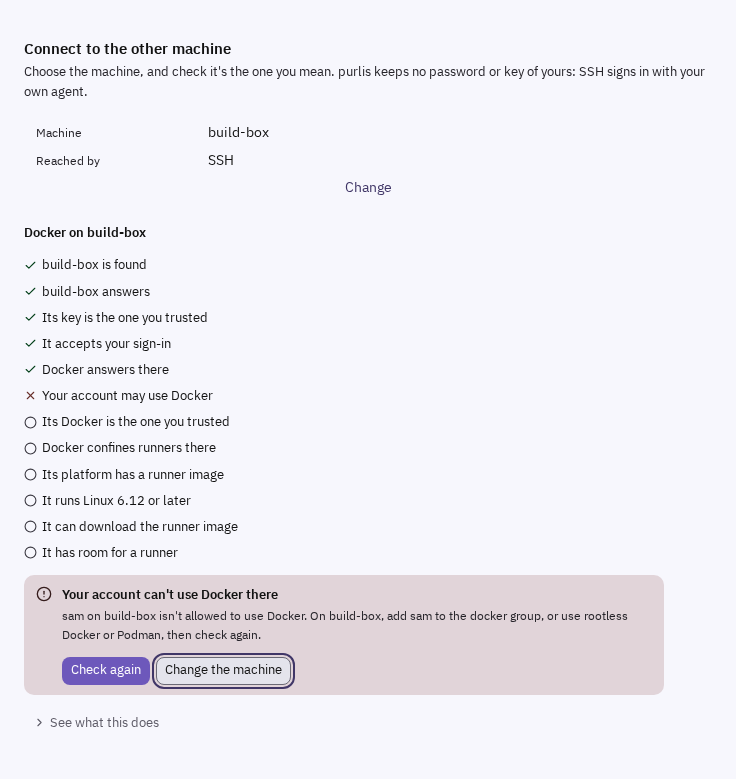 Connect to the other machine
Choose the machine, and check it's the one you mean. purlis keeps no password or key of yours: SSH signs in with your
own agent.
Machine build-box
Reached by SSH
Change
Docker on build-box
build-box is found
build-box answers
Its key is the one you trusted
It accepts your sign-in
Docker answers there
Your account may use Docker
Its Docker is the one you trusted
Docker confines runners there
Its platform has a runner image
It runs Linux 6.12 or later
It can download the runner image
It has room for a runner
Your account can't use Docker there
sam on build-box isn't allowed to use Docker. On build-box, add sam to the docker group, or use rootless
Docker or Podman, then check again.
Check again Change the machine
See what this does